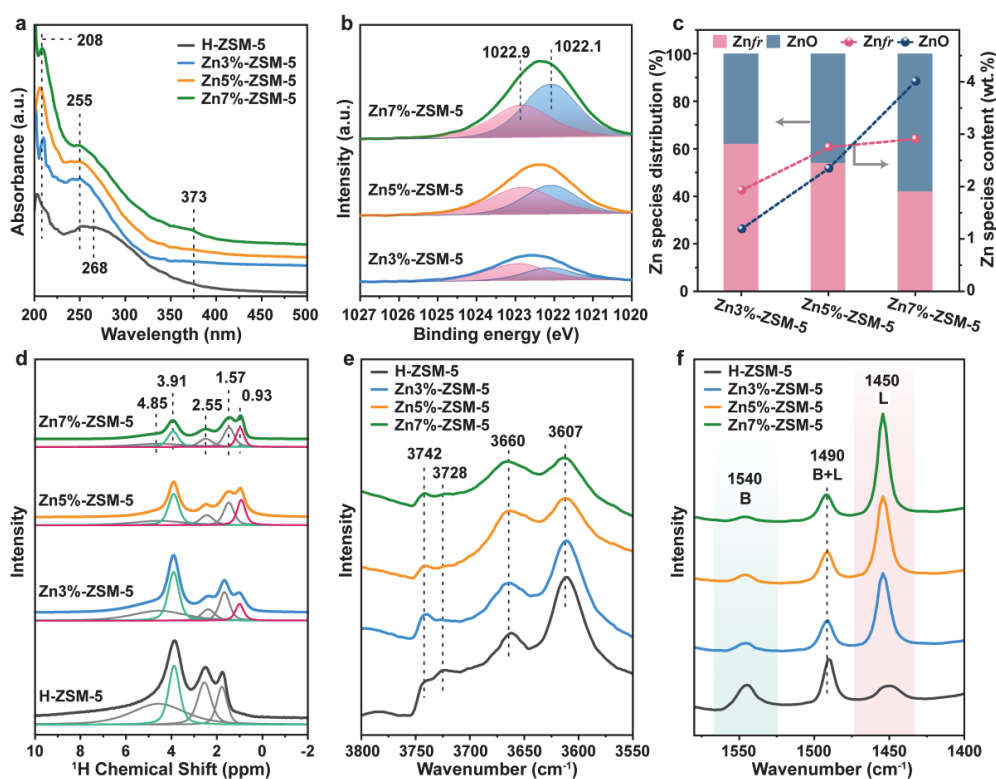 a
208
255
268
373
H-ZSM-5
Zn3%-ZSM-5
Zn5%-ZSM-5
Zn7%-ZSM-5
Absorbance (a.u.)
200 250 300 350 400 450 500
Wavelength (nm)
b
1022.9
1022.1
Zn7%-ZSM-5
Zn5%-ZSM-5
Zn3%-ZSM-5
Intensity (a.u.)
1027 1026 1025 1024 1023 1022 1021 1020
Binding energy (eV)
c
Znfr ZnO Znfr ZnO
Zn species distribution (%)
100
80
60
40
20
0
Zn species content (wt.%)
4
3
2
1
0
Zn3%-ZSM-5
Zn5%-ZSM-5
Zn7%-ZSM-5
d
4.85
3.91
2.55
1.57
0.93
Zn7%-ZSM-5
Zn5%-ZSM-5
Zn3%-ZSM-5
H-ZSM-5
Intensity
10 8 6 4 2 0 -2
¹H Chemical Shift (ppm)
e
H-ZSM-5
Zn3%-ZSM-5
Zn5%-ZSM-5
Zn7%-ZSM-5
3742
3728
3660
3607
Intensity
3800 3750 3700 3650 3600 3550
Wavenumber (cm⁻¹)
f
H-ZSM-5
Zn3%-ZSM-5
Zn5%-ZSM-5
Zn7%-ZSM-5
1540
B
1490
B+L
1450
L
Intensity
1550 1500 1450 1400
Wavenumber (cm⁻¹)